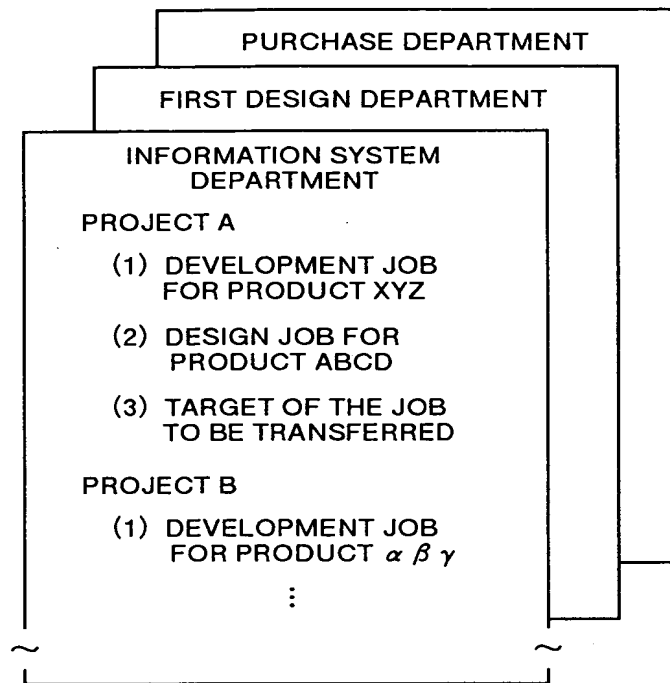 PURCHASE DEPARTMENT
FIRST DESIGN DEPARTMENT
INFORMATION SYSTEM
DEPARTMENT
PROJECT A
(1) DEVELOPMENT JOB
FOR PRODUCT XYZ
(2) DESIGN JOB FOR
PRODUCT ABCD
(3) TARGET OF THE JOB
TO BE TRANSFERRED
PROJECT B
(1) DEVELOPMENT JOB
FOR PRODUCT α β γ
⋮